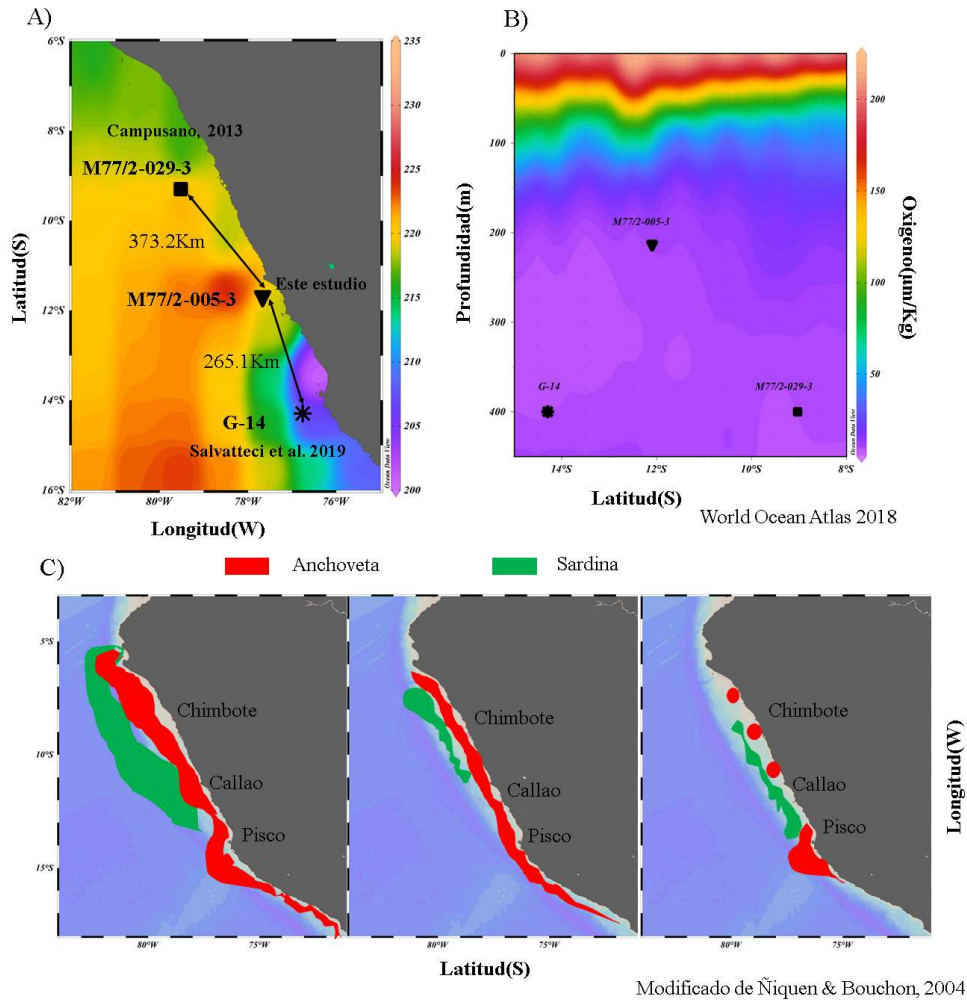 A)
6°S
8°S
10°S
12°S
14°S
16°S
Latitud(S)
82°W
80°W
78°W
76°W
Longitud(W)
Campusano, 2013
M77/2-029-3
373.2Km
Este estudio
M77/2-005-3
265.1Km
G-14
Salvatteci et al. 2019
235
230
225
220
215
210
205
200
Ocean Data View
B)
0
100
200
300
400
Profundidad(m)
M77/2-005-3
G-14
M77/2-029-3
14°S
12°S
10°S
8°S
Latitud(S)
200
150
100
50
Oxigeno(µm/Kg)
Ocean Data View
World Ocean Atlas 2018
C)
Anchoveta
Sardina
5°S
10°S
15°S
Chimbote
Callao
Pisco
80°W
75°W
Chimbote
Callao
Pisco
80°W
75°W
Chimbote
Callao
Pisco
80°W
75°W
Longitud(W)
Latitud(S)
Modificado de Ñiquen & Bouchon, 2004